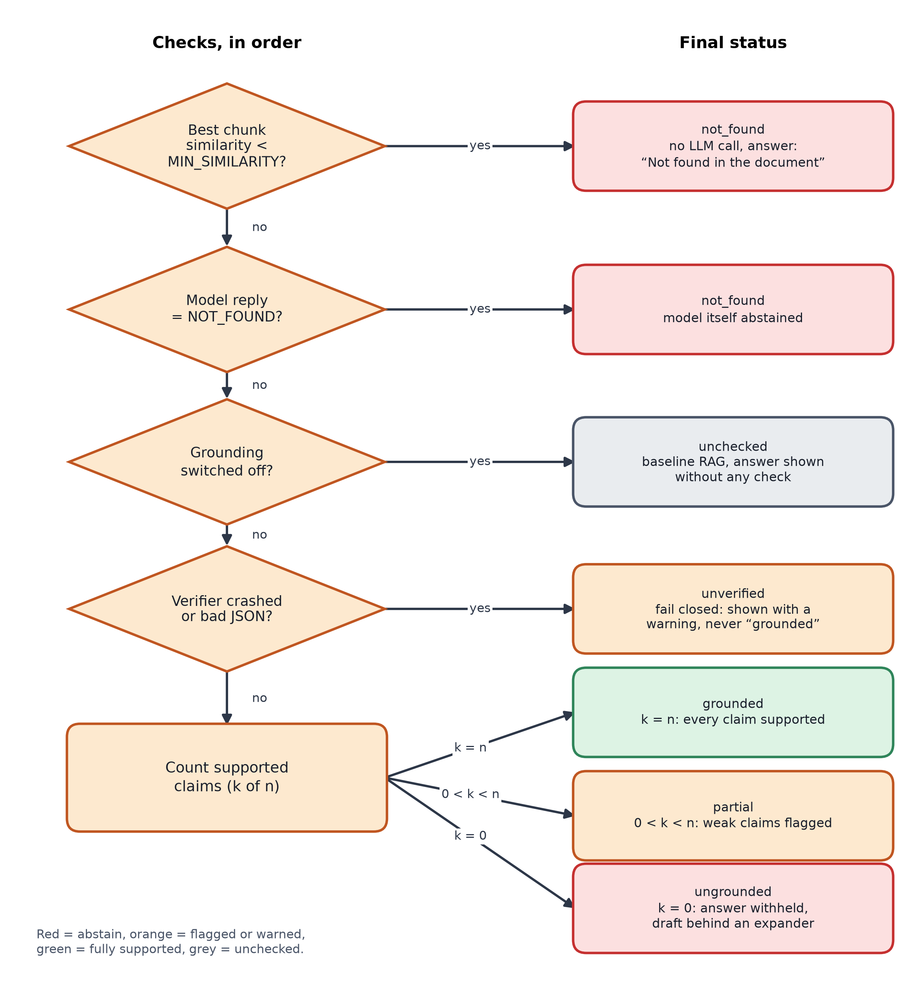 Checks, in order
Final status
Best chunk
similarity <
MIN_SIMILARITY?
yes
not_found
no LLM call, answer:
“Not found in the document”
no
Model reply
= NOT_FOUND?
yes
not_found
model itself abstained
no
Grounding
switched off?
yes
unchecked
baseline RAG, answer shown
without any check
no
Verifier crashed
or bad JSON?
yes
unverified
fail closed: shown with a
warning, never “grounded”
no
Count supported
claims (k of n)
k = n
grounded
k = n: every claim supported
0 < k < n
partial
0 < k < n: weak claims flagged
k = 0
ungrounded
k = 0: answer withheld,
draft behind an expander
Red = abstain, orange = flagged or warned,
green = fully supported, grey = unchecked.